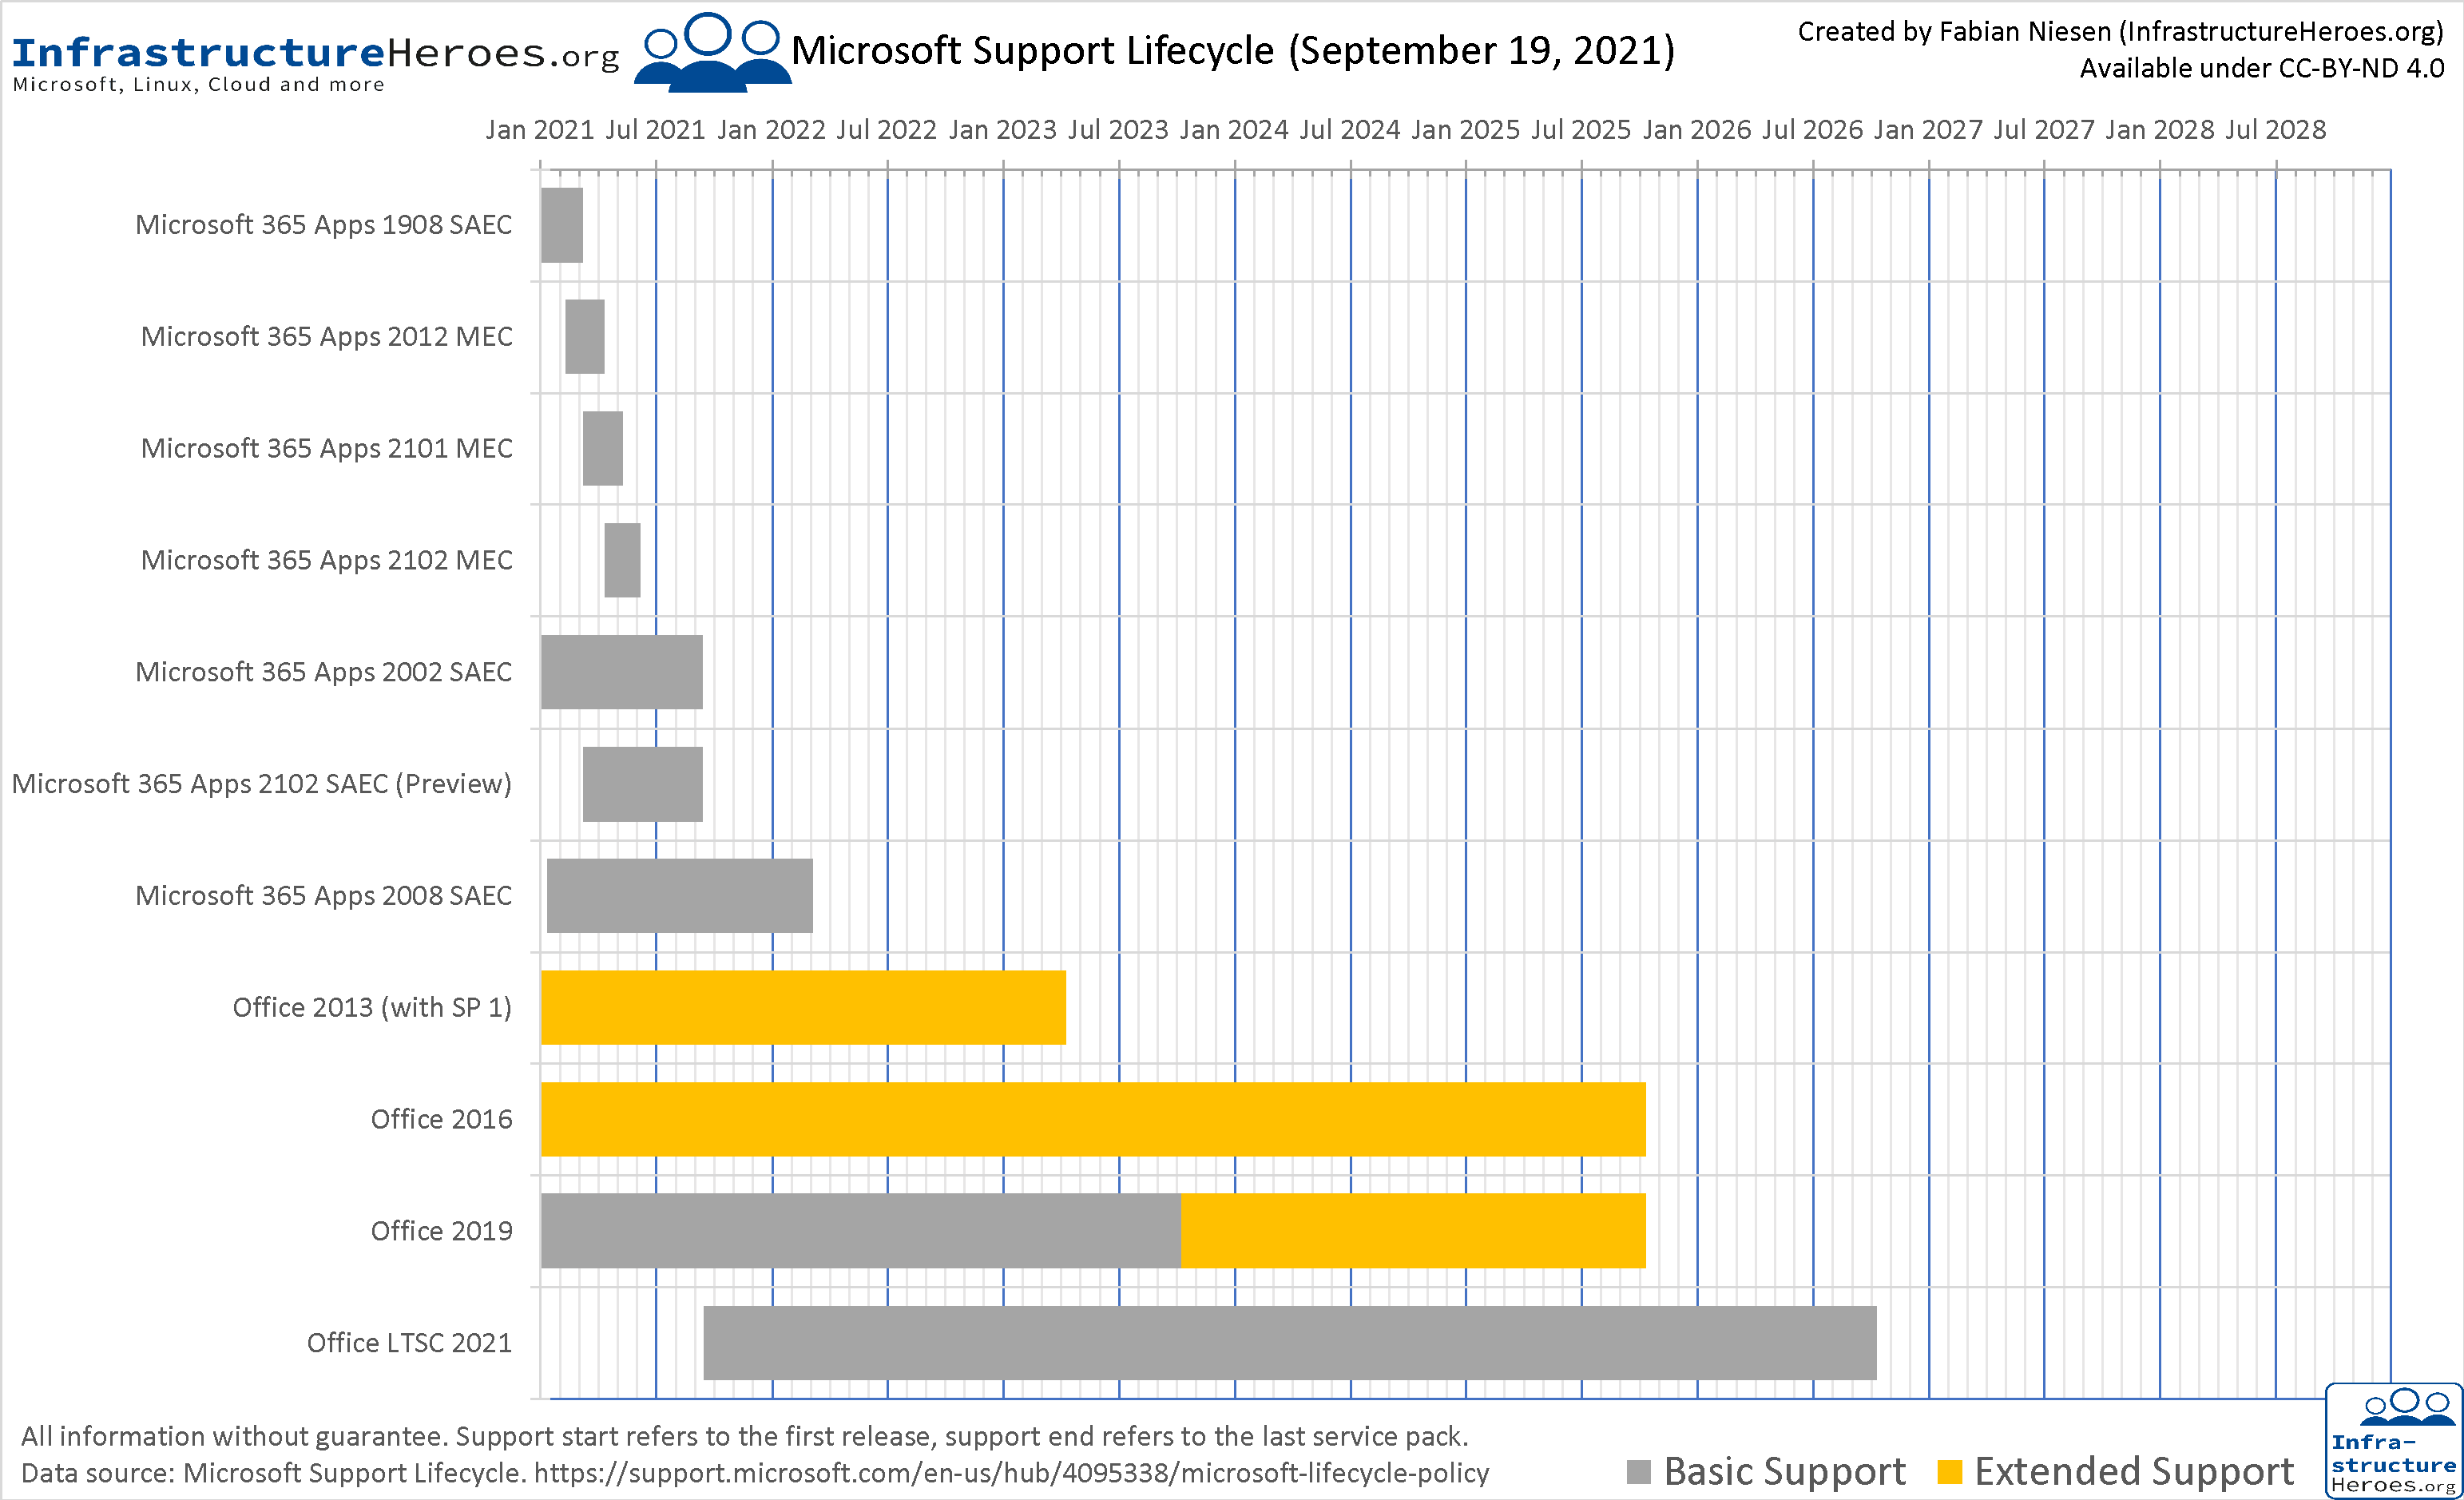 InfrastructureHeroes.org
Microsoft, Linux, Cloud and more
Microsoft Support Lifecycle (September 19, 2021)
Created by Fabian Niesen (InfrastructureHeroes.org)
Available under CC-BY-ND 4.0
Jan 2021 Jul 2021 Jan 2022 Jul 2022 Jan 2023 Jul 2023 Jan 2024 Jul 2024 Jan 2025 Jul 2025 Jan 2026 Jul 2026 Jan 2027 Jul 2027 Jan 2028 Jul 2028
Microsoft 365 Apps 1908 SAEC
Microsoft 365 Apps 2012 MEC
Microsoft 365 Apps 2101 MEC
Microsoft 365 Apps 2102 MEC
Microsoft 365 Apps 2002 SAEC
Microsoft 365 Apps 2102 SAEC (Preview)
Microsoft 365 Apps 2008 SAEC
Office 2013 (with SP 1)
Office 2016
Office 2019
Office LTSC 2021
All information without guarantee. Support start refers to the first release, support end refers to the last service pack.
Data source: Microsoft Support Lifecycle. https://support.microsoft.com/en-us/hub/4095338/microsoft-lifecycle-policy
Basic Support Extended Support
Infra-
structure
Heroes.org